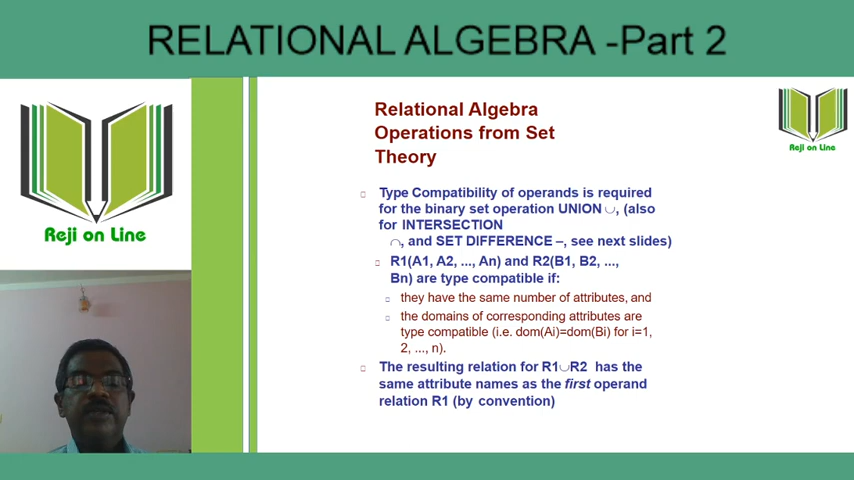 RELATIONAL ALGEBRA -Part 2
Reji on Line
Relational Algebra
Operations from Set
Theory
Reji on Line
Type Compatibility of operands is required
for the binary set operation UNION ∪, (also
for INTERSECTION
∩, and SET DIFFERENCE –, see next slides)
R1(A1, A2, ..., An) and R2(B1, B2, ...,
Bn) are type compatible if:
they have the same number of attributes, and
the domains of corresponding attributes are
type compatible (i.e. dom(Ai)=dom(Bi) for i=1,
2, ..., n).
The resulting relation for R1∪R2 has the
same attribute names as the first operand
relation R1 (by convention)